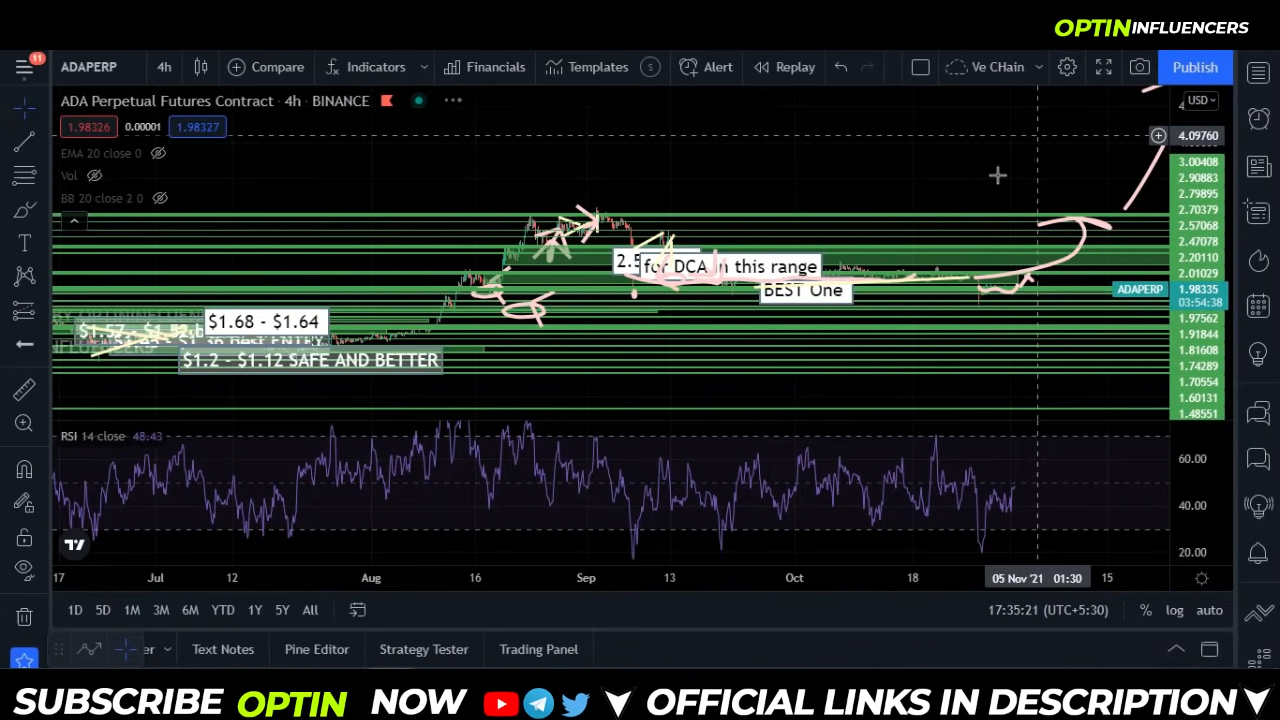 OPTIN INFLUENCERS
11
ADAPERP 4h Compare Indicators Financials Templates $ Alert Replay Ve CHain Publish
ADA Perpetual Futures Contract · 4h · BINANCE
USD
4
1.98326 0.00001 1.98327
4.09760
EMA 20 close 0
Vol
BB 20 close 2 0
3.00408
2.90883
2.79895
2.70379
2.57068
2.47078
2.20110
2.01029
ADAPERP 1.98335
03:54:38
1.97562
1.91844
1.81608
1.74289
1.70554
1.60131
1.48551
2.5
for DCA in this range
BEST One
$1.68 - $1.64
INFLUENCERS
$1.2 - $1.12 SAFE AND BETTER
RSI 14 close 48.43
60.00
40.00
20.00
17 Jul 12 Aug 16 Sep 13 Oct 18 05 Nov '21 01:30 15
1D 5D 1M 3M 6M YTD 1Y 5Y All 17:35:21 (UTC+5:30) % log auto
er Text Notes Pine Editor Strategy Tester Trading Panel
SUBSCRIBE OPTIN NOW OFFICIAL LINKS IN DESCRIPTION